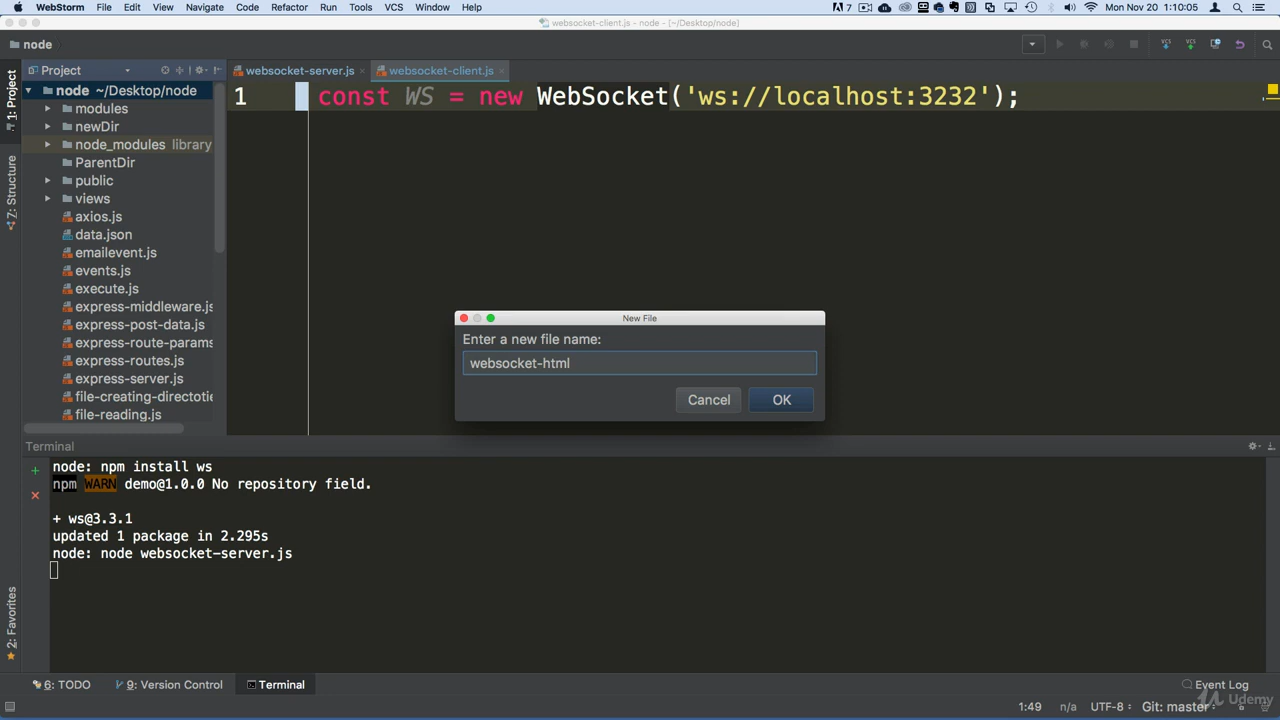 WebStorm File Edit View Navigate Code Refactor Run Tools VCS Window Help 7 Mon Nov 20 1:10:05
websocket-client.js - node - [~/Desktop/node]
node
VCS VCS
Project
websocket-server.js
websocket-client.js
1: Project
7: Structure
2: Favorites
node ~/Desktop/node
modules
newDir
node_modules library
ParentDir
public
views
axios.js
data.json
emailevent.js
events.js
execute.js
express-middleware.js
express-post-data.js
express-route-params
express-routes.js
express-server.js
file-creating-directotie
file-reading.js
1 const WS = new WebSocket('ws://localhost:3232');
New File
Enter a new file name:
websocket-html
Cancel OK
Terminal
node: npm install ws
npm WARN demo@1.0.0 No repository field.
+ ws@3.3.1
updated 1 package in 2.295s
node: node websocket-server.js
6: TODO 9: Version Control Terminal Event Log
1:49 n/a UTF-8 Git: master
Udemy